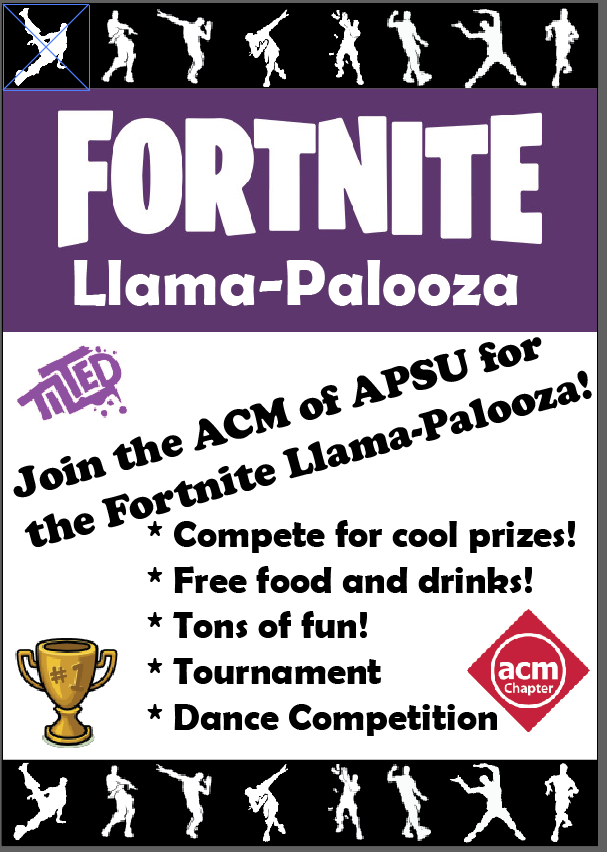 FORTNITE
Llama-Palooza
TILTED
Join the ACM of APSU for
the Fortnite Llama-Palooza!
* Compete for cool prizes!
* Free food and drinks!
* Tons of fun!
* Tournament
* Dance Competition
#1
acm
Chapter